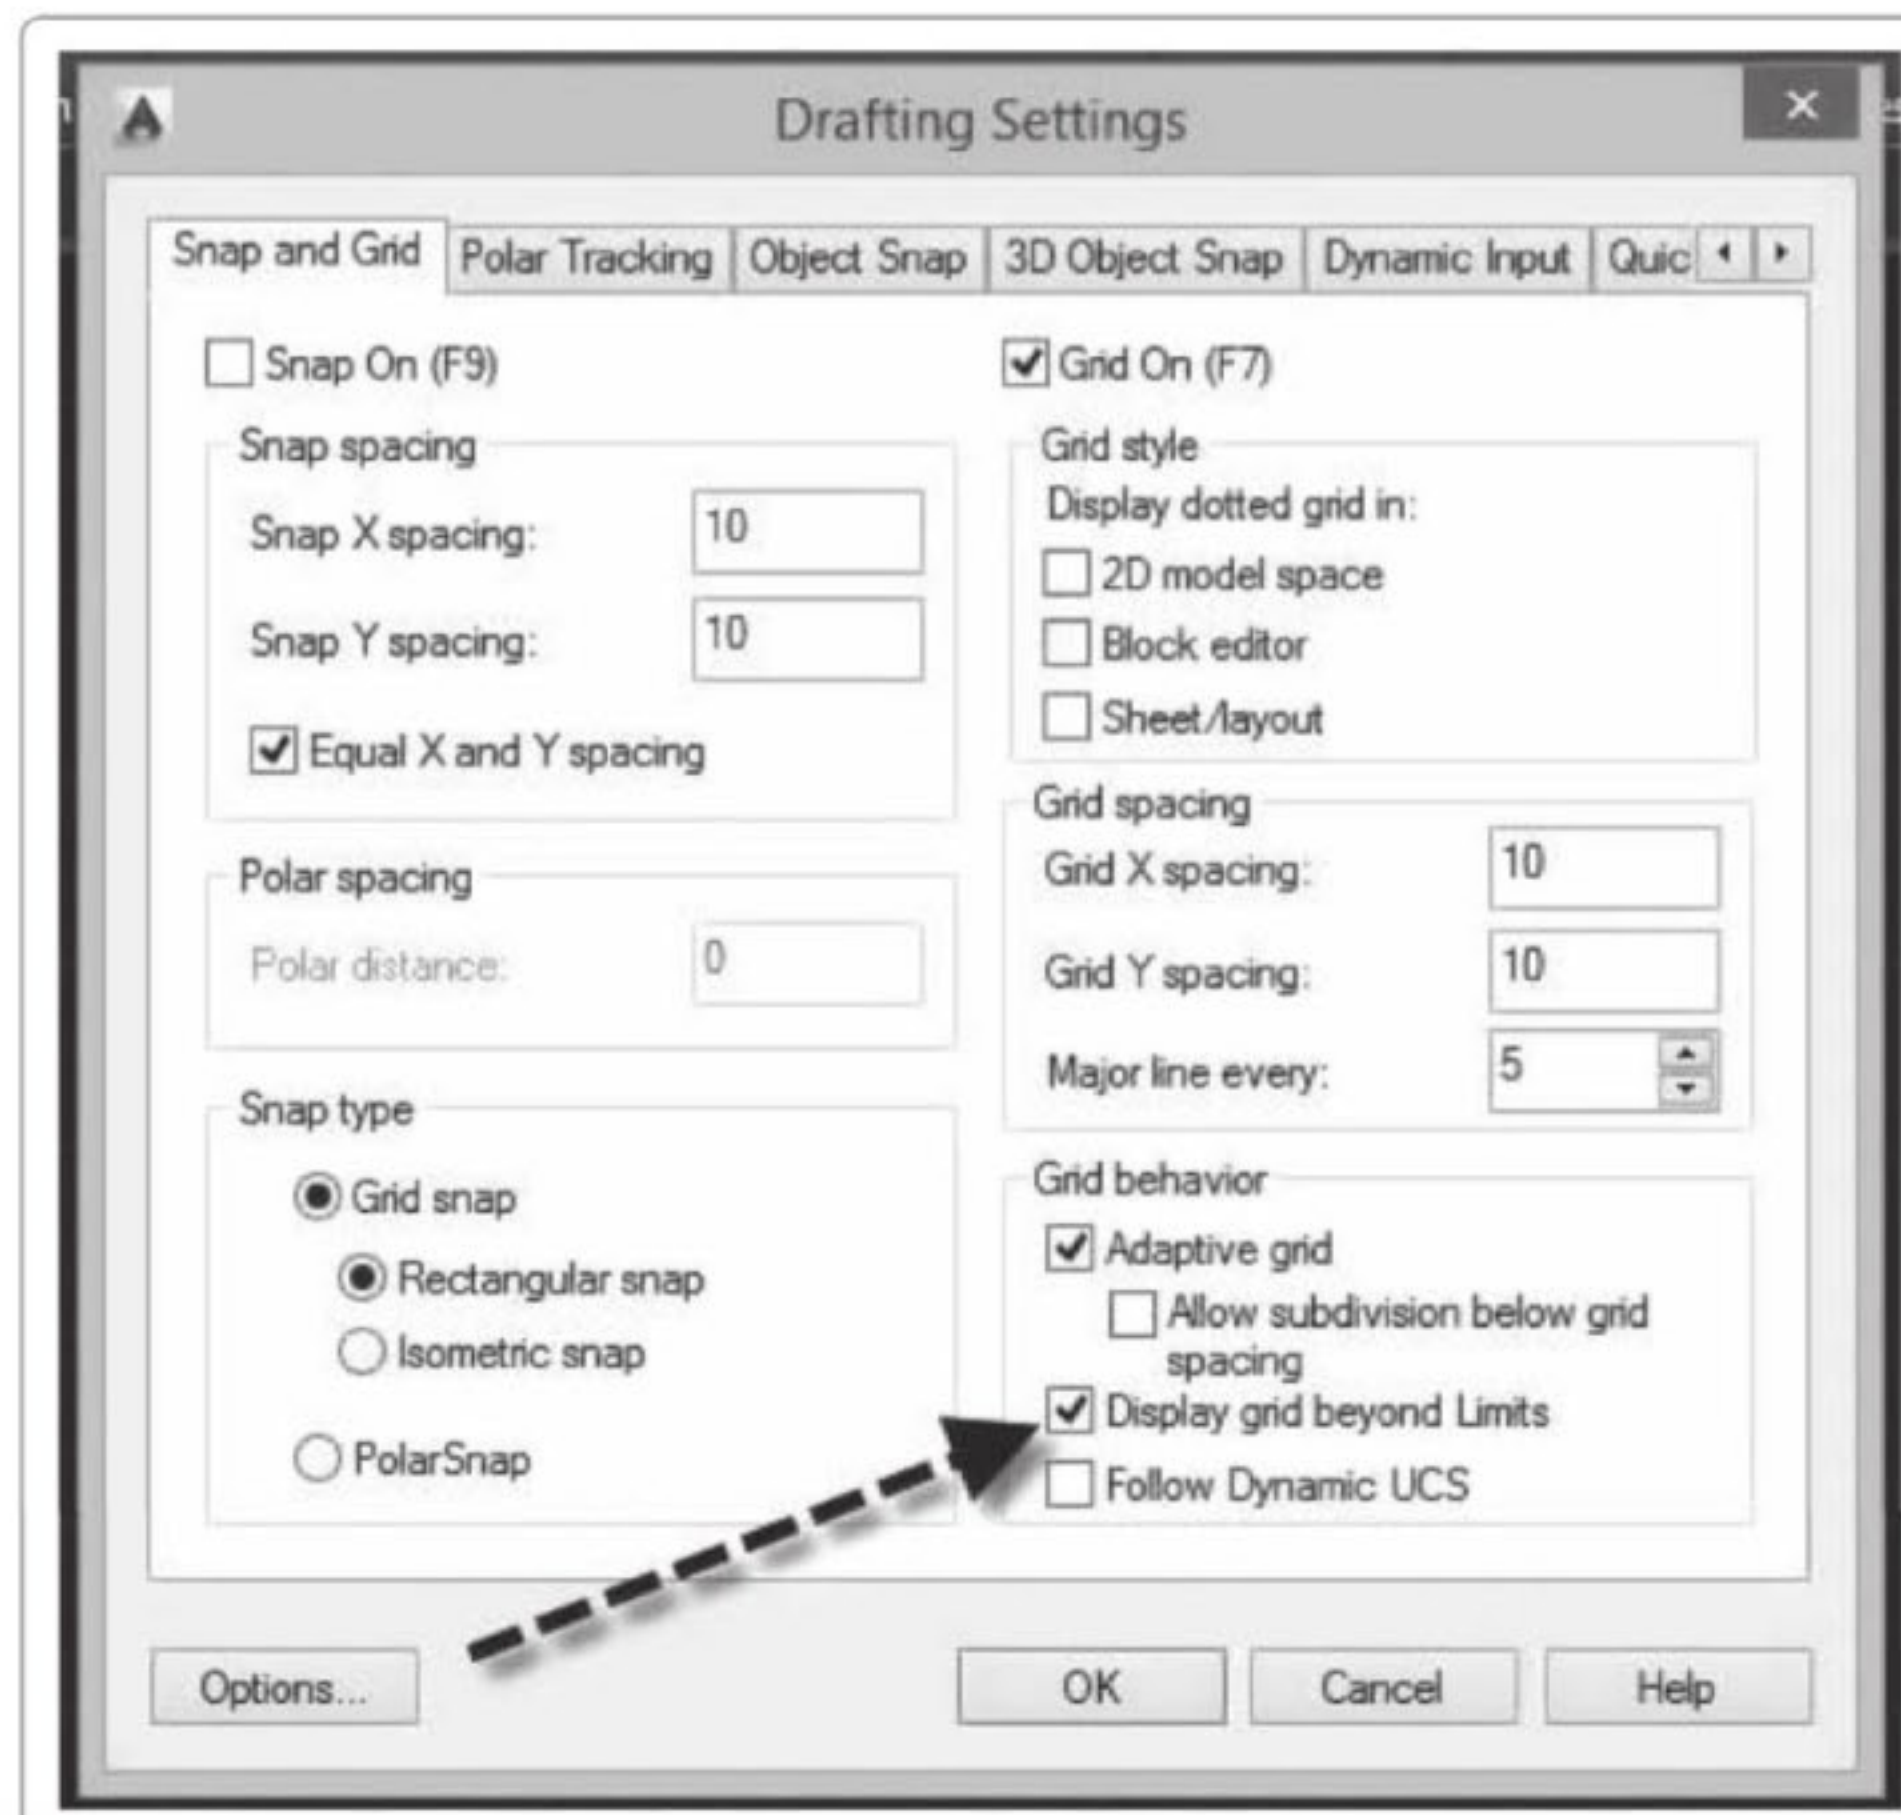 Drafting Settings
Snap and Grid Polar Tracking Object Snap 3D Object Snap Dynamic Input Quic
Snap On (F9)
Snap spacing
Snap X spacing: 10
Snap Y spacing: 10
Equal X and Y spacing
Polar spacing
Polar distance: 0
Snap type
Grid snap
Rectangular snap
Isometric snap
PolarSnap
Grid On (F7)
Grid style
Display dotted grid in:
2D model space
Block editor
Sheet/layout
Grid spacing
Grid X spacing: 10
Grid Y spacing: 10
Major line every: 5
Grid behavior
Adaptive grid
Allow subdivision below grid
spacing
Display grid beyond Limits
Follow Dynamic UCS
Options... OK Cancel Help